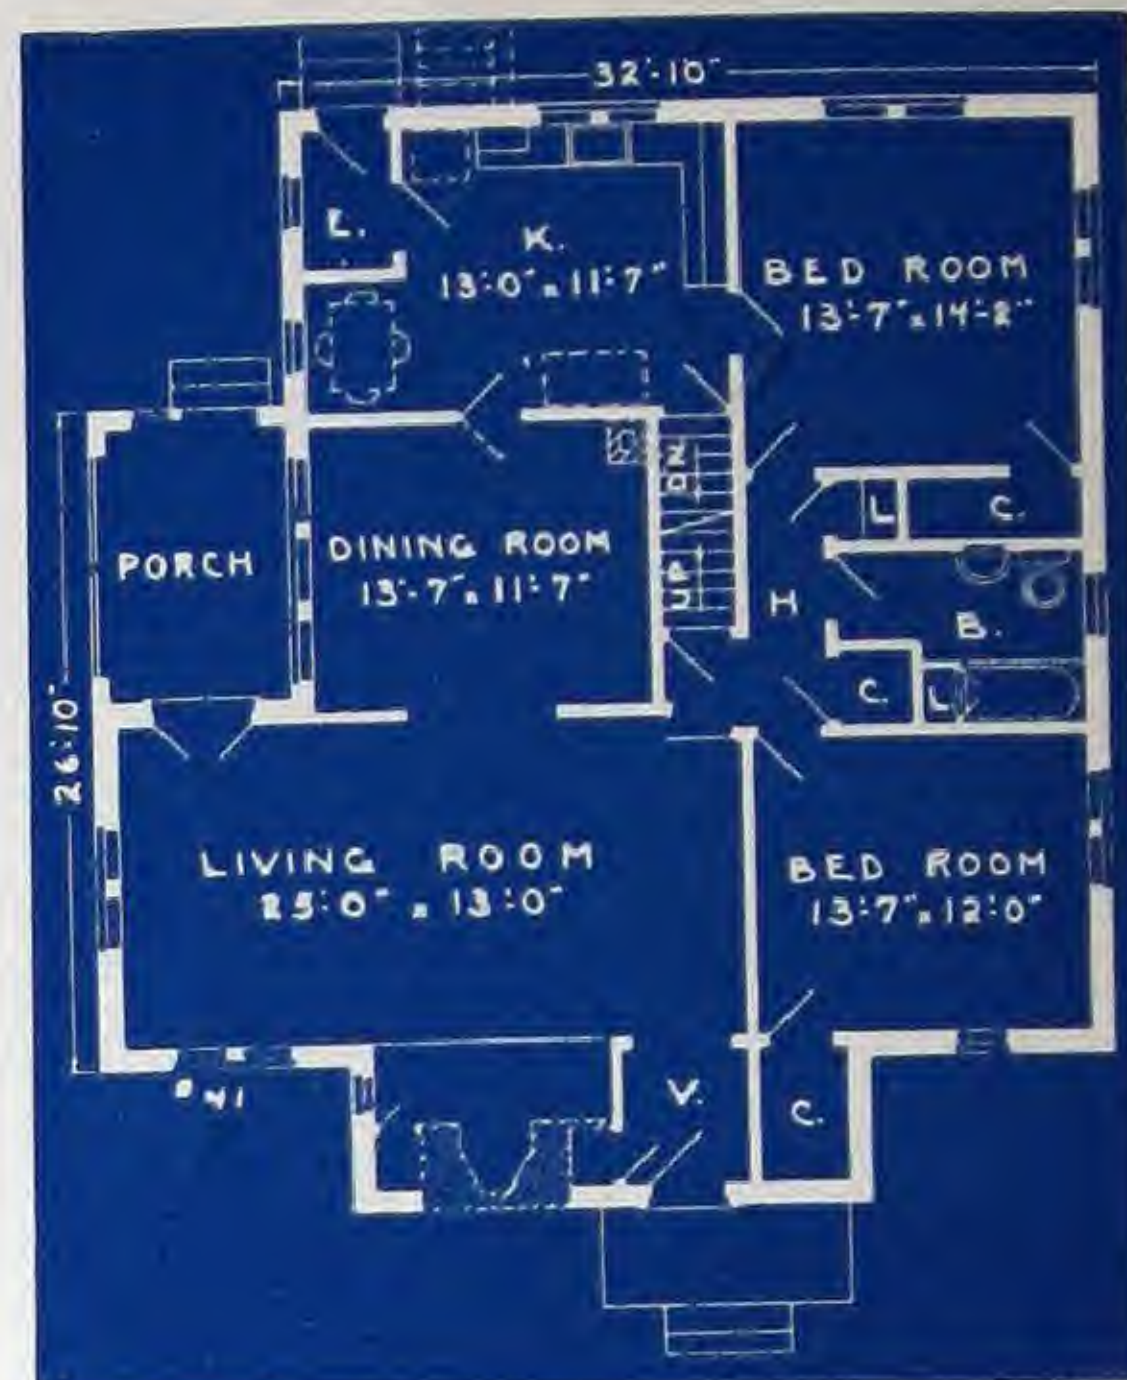 32'-10"
L.
K.
13'-0" x 11'-7"
BED ROOM
13'-7" x 14'-2"
DN
L
C.
PORCH
DINING ROOM
13'-7" x 11'-7"
UP
H
B.
C.
L
26'-10"
LIVING ROOM
25'-0" x 13'-0"
BED ROOM
13'-7" x 12'-0"
V.
C.